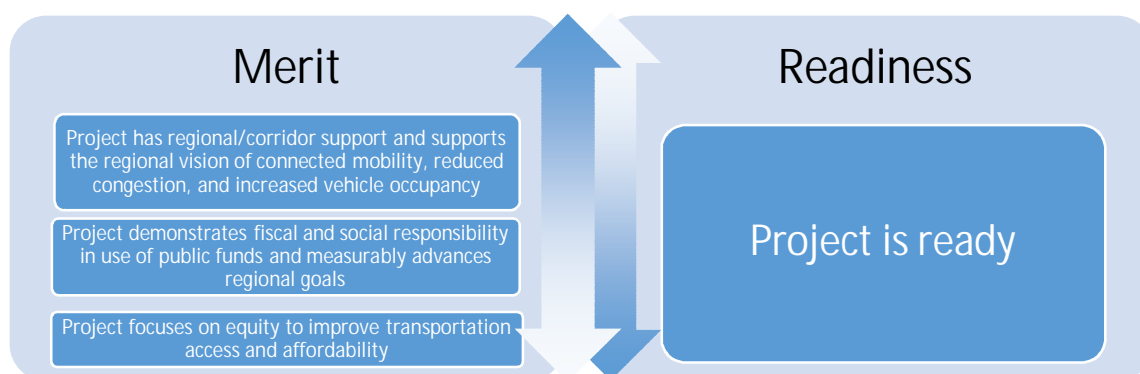 Merit
Project has regional/corridor support and supports
the regional vision of connected mobility, reduced
congestion, and increased vehicle occupancy
Project demonstrates fiscal and social responsibility
in use of public funds and measurably advances
regional goals
Project focuses on equity to improve transportation
access and affordability
Readiness
Project is ready